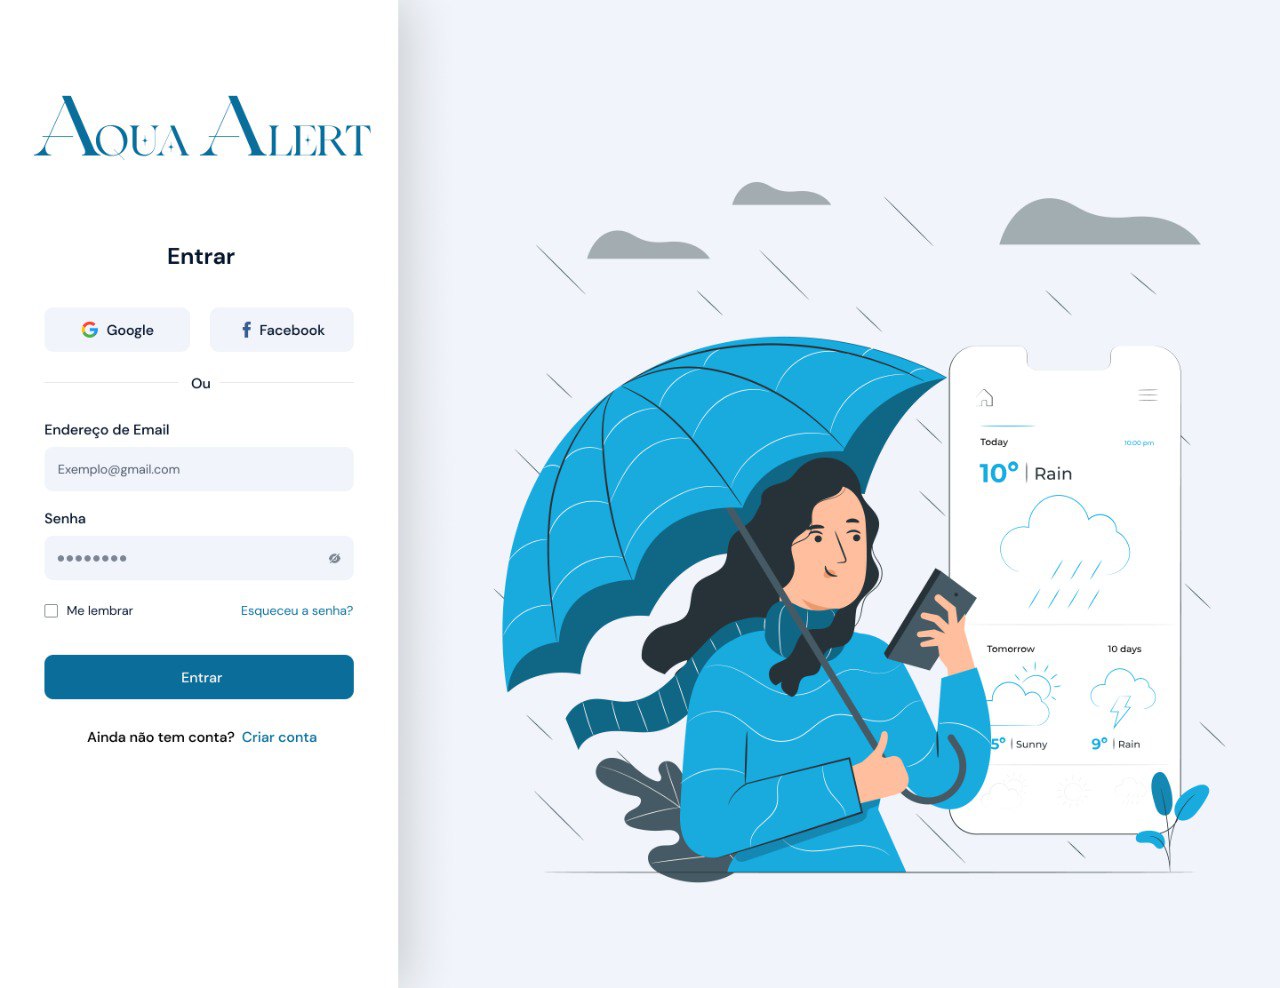 AQUA ALERT
Entrar
Google
Facebook
Ou
Endereço de Email
Exemplo@gmail.com
Senha
Me lembrar
Esqueceu a senha?
Entrar
Ainda não tem conta? Criar conta
Today
10:00 pm
10° | Rain
Tomorrow
10 days
5° | Sunny
9° | Rain